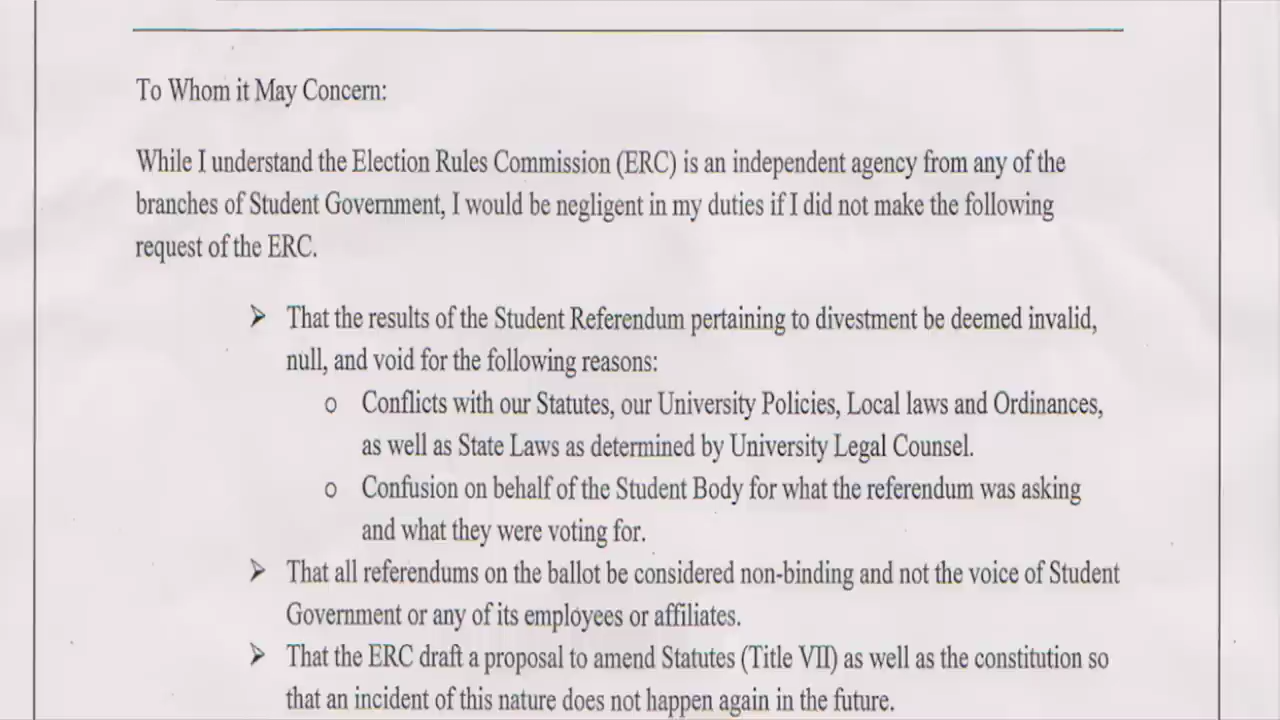 To Whom it May Concern:
While I understand the Election Rules Commission (ERC) is an independent agency from any of the
branches of Student Government, I would be negligent in my duties if I did not make the following
request of the ERC.
➢ That the results of the Student Referendum pertaining to divestment be deemed invalid,
null, and void for the following reasons:
o Conflicts with our Statutes, our University Policies, Local laws and Ordinances,
as well as State Laws as determined by University Legal Counsel.
o Confusion on behalf of the Student Body for what the referendum was asking
and what they were voting for.
➢ That all referendums on the ballot be considered non-binding and not the voice of Student
Government or any of its employees or affiliates.
➢ That the ERC draft a proposal to amend Statutes (Title VII) as well as the constitution so
that an incident of this nature does not happen again in the future.